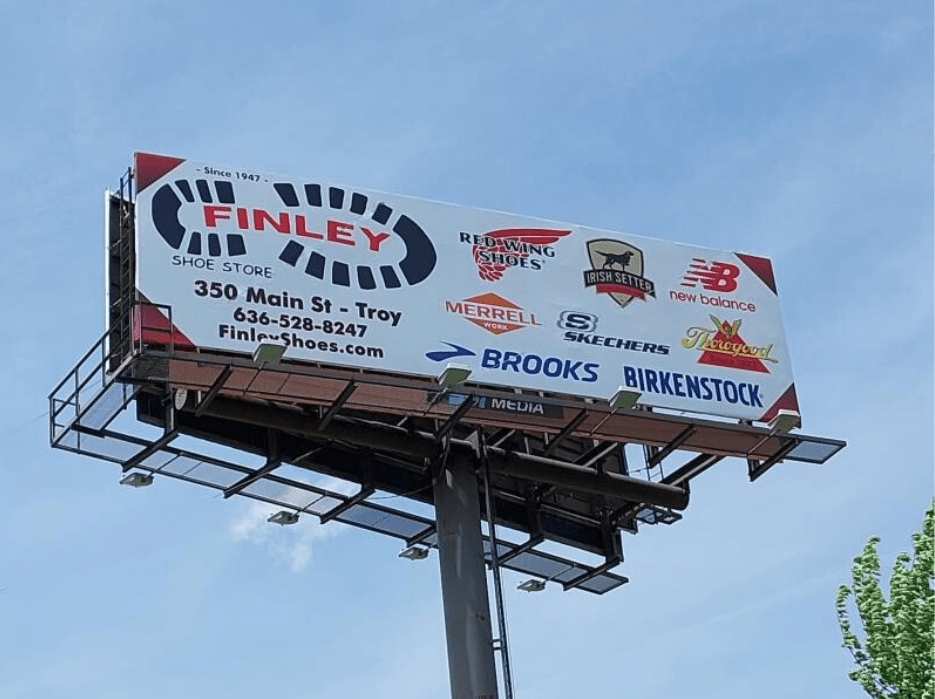 - Since 1947 -
FINLEY
SHOE STORE
350 Main St - Troy
636-528-8247
FinleyShoes.com
RED WING
SHOES
IRISH SETTER
NB
new balance
MERRELL
WORK
S
SKECHERS
Thorogood
BROOKS
BIRKENSTOCK
MEDIA